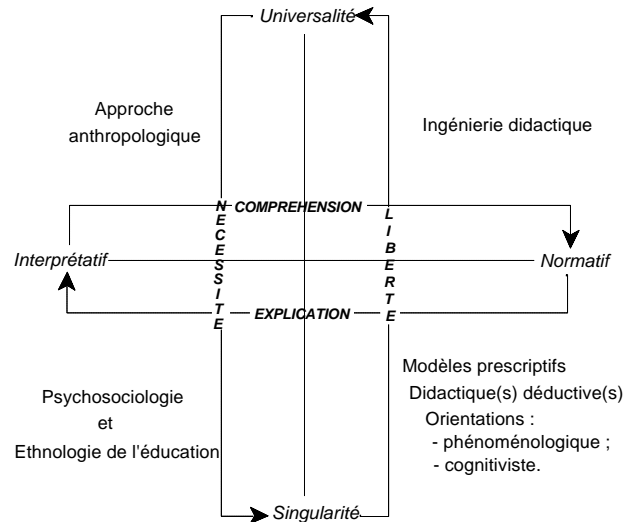 Universalité
Approche
anthropologique
Ingénierie didactique
COMPREHENSION
NECESSITE
LIBERTE
Interprétatif
Normatif
EXPLICATION
Psychosociologie
et
Ethnologie de l'éducation
Modèles prescriptifs
Didactique(s) déductive(s)
Orientations :
- phénoménologique ;
- cognitiviste.
Singularité